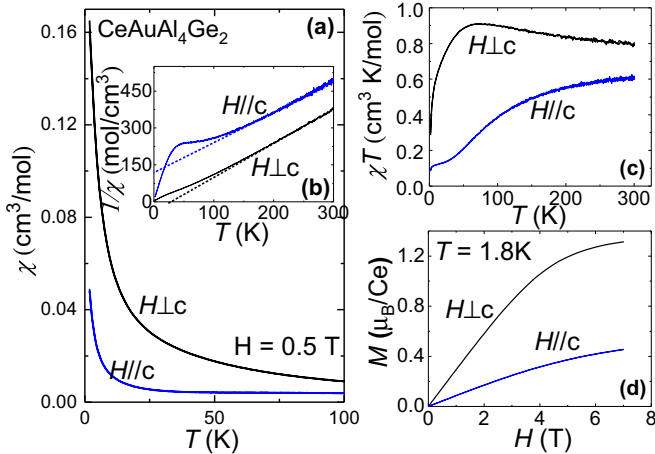 CeAuAl₄Ge₂
(a)
0.16
0.12
0.08
0.04
0.00
χ (cm³/mol)
H⊥c
H//c
H = 0.5 T
25
50
75
100
T (K)
450
300
150
0
1/χ (mol/cm³)
H//c
H⊥c
(b)
0
100
200
300
T (K)
1.0
0.8
0.6
0.4
0.2
0.0
χT (cm³ K/mol)
H⊥c
H//c
(c)
0
100
200
300
T (K)
T = 1.8K
1.2
0.8
0.4
0.0
M (μB/Ce)
H⊥c
H//c
(d)
0
2
4
6
8
H (T)